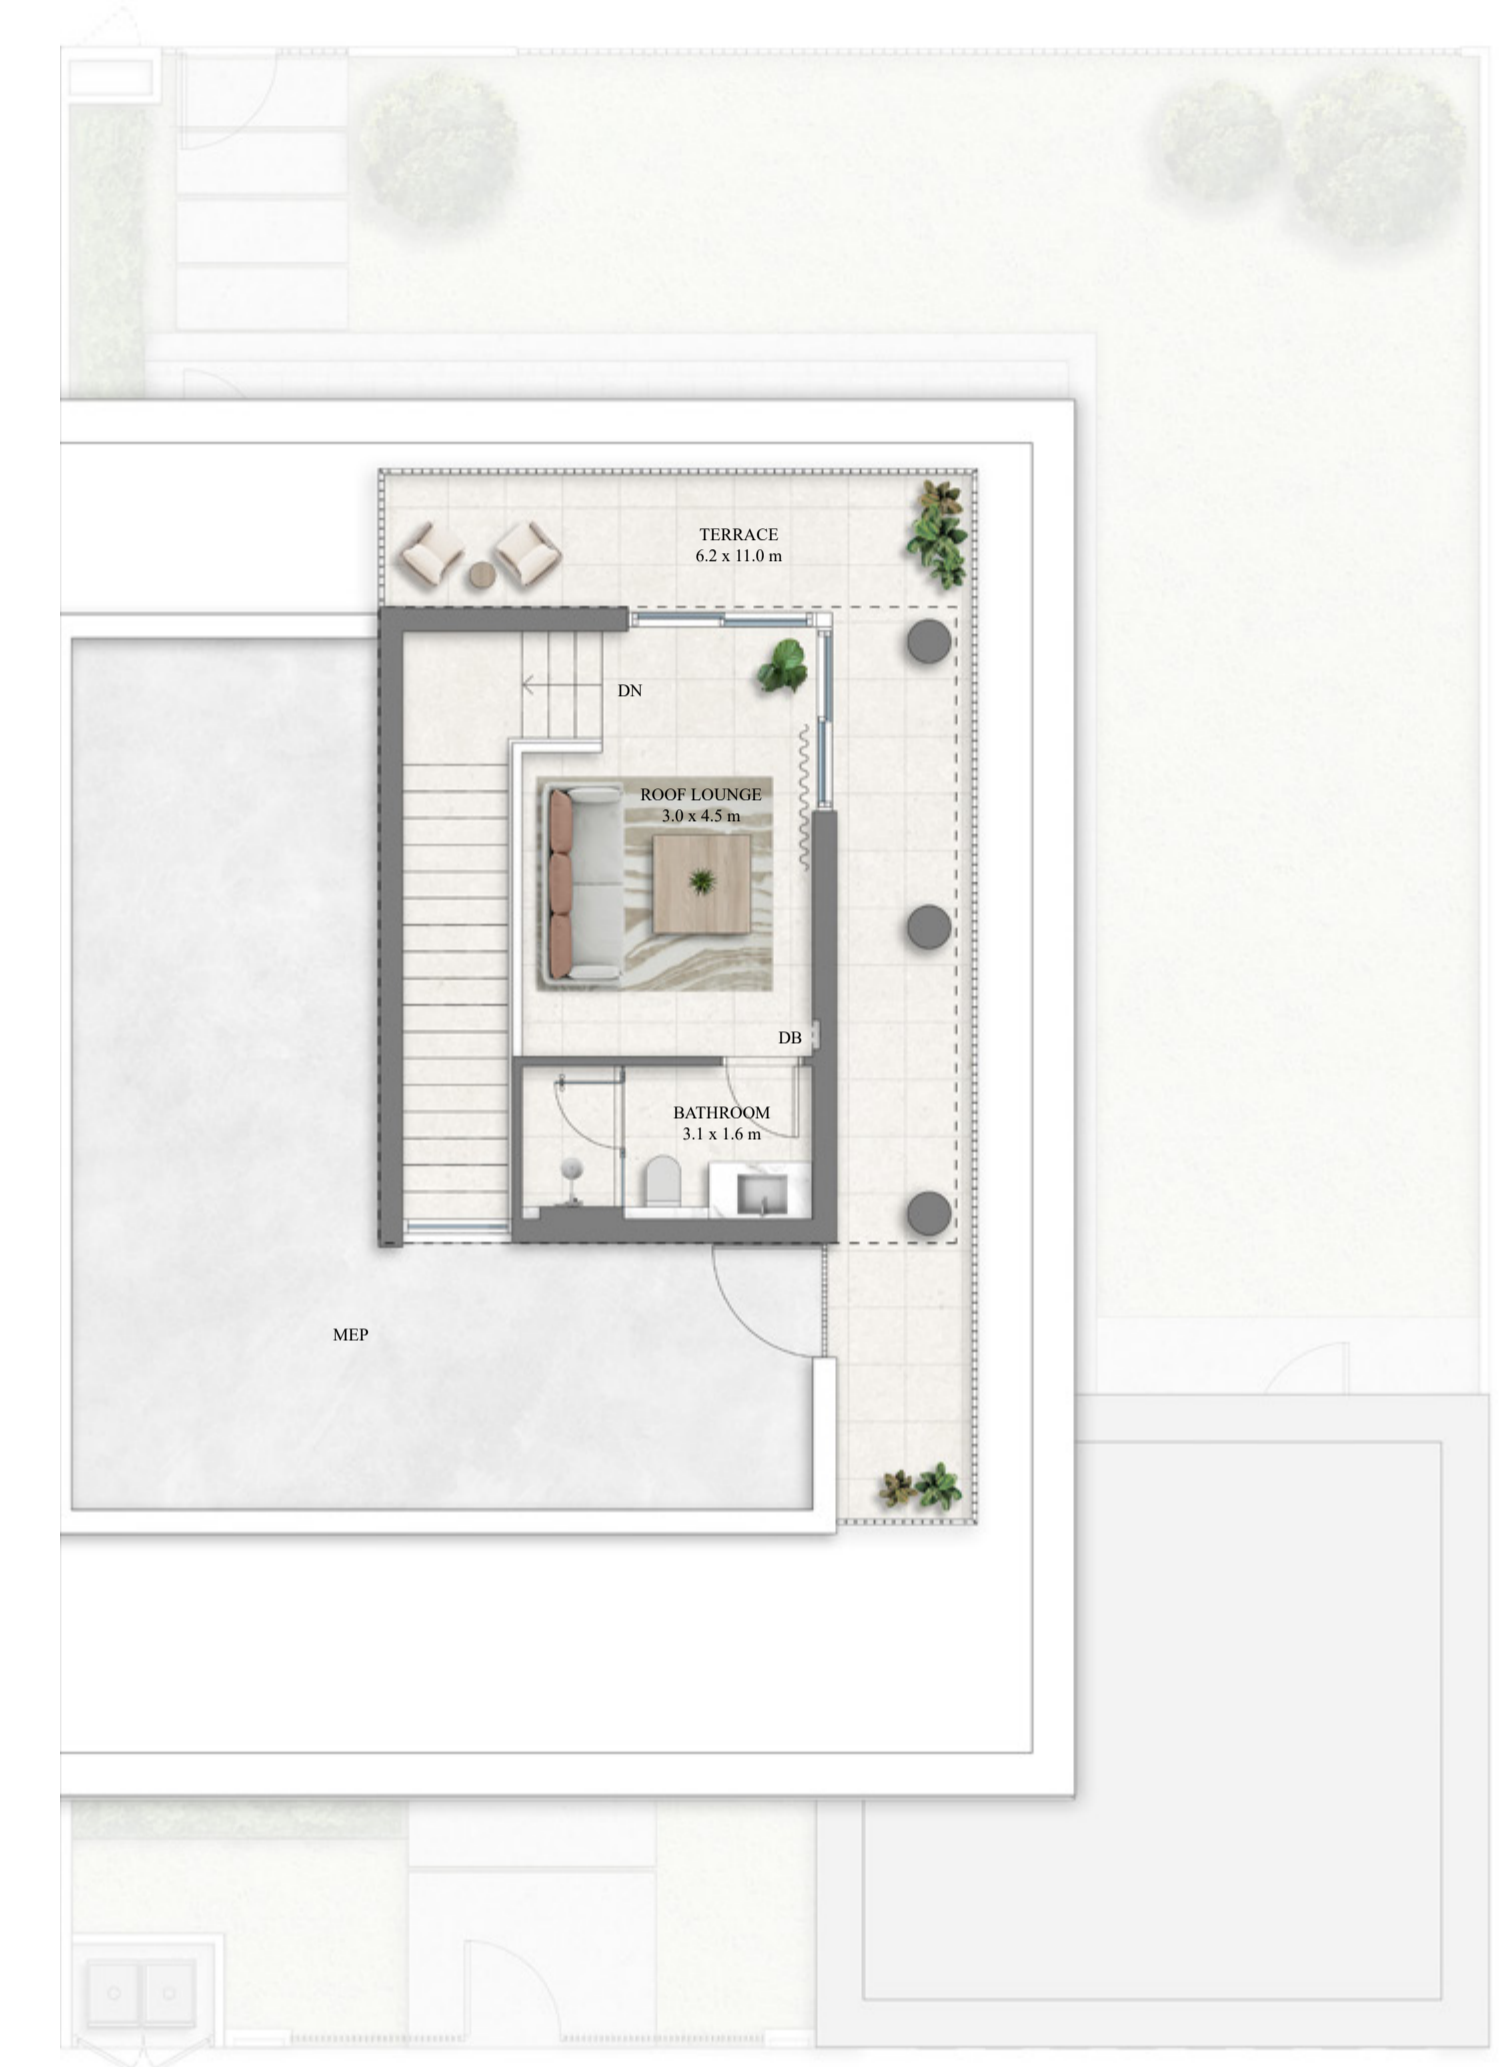 TERRACE
6.2 x 11.0 m
DN
ROOF LOUNGE
3.0 x 4.5 m
DB
BATHROOM
3.1 x 1.6 m
MEP